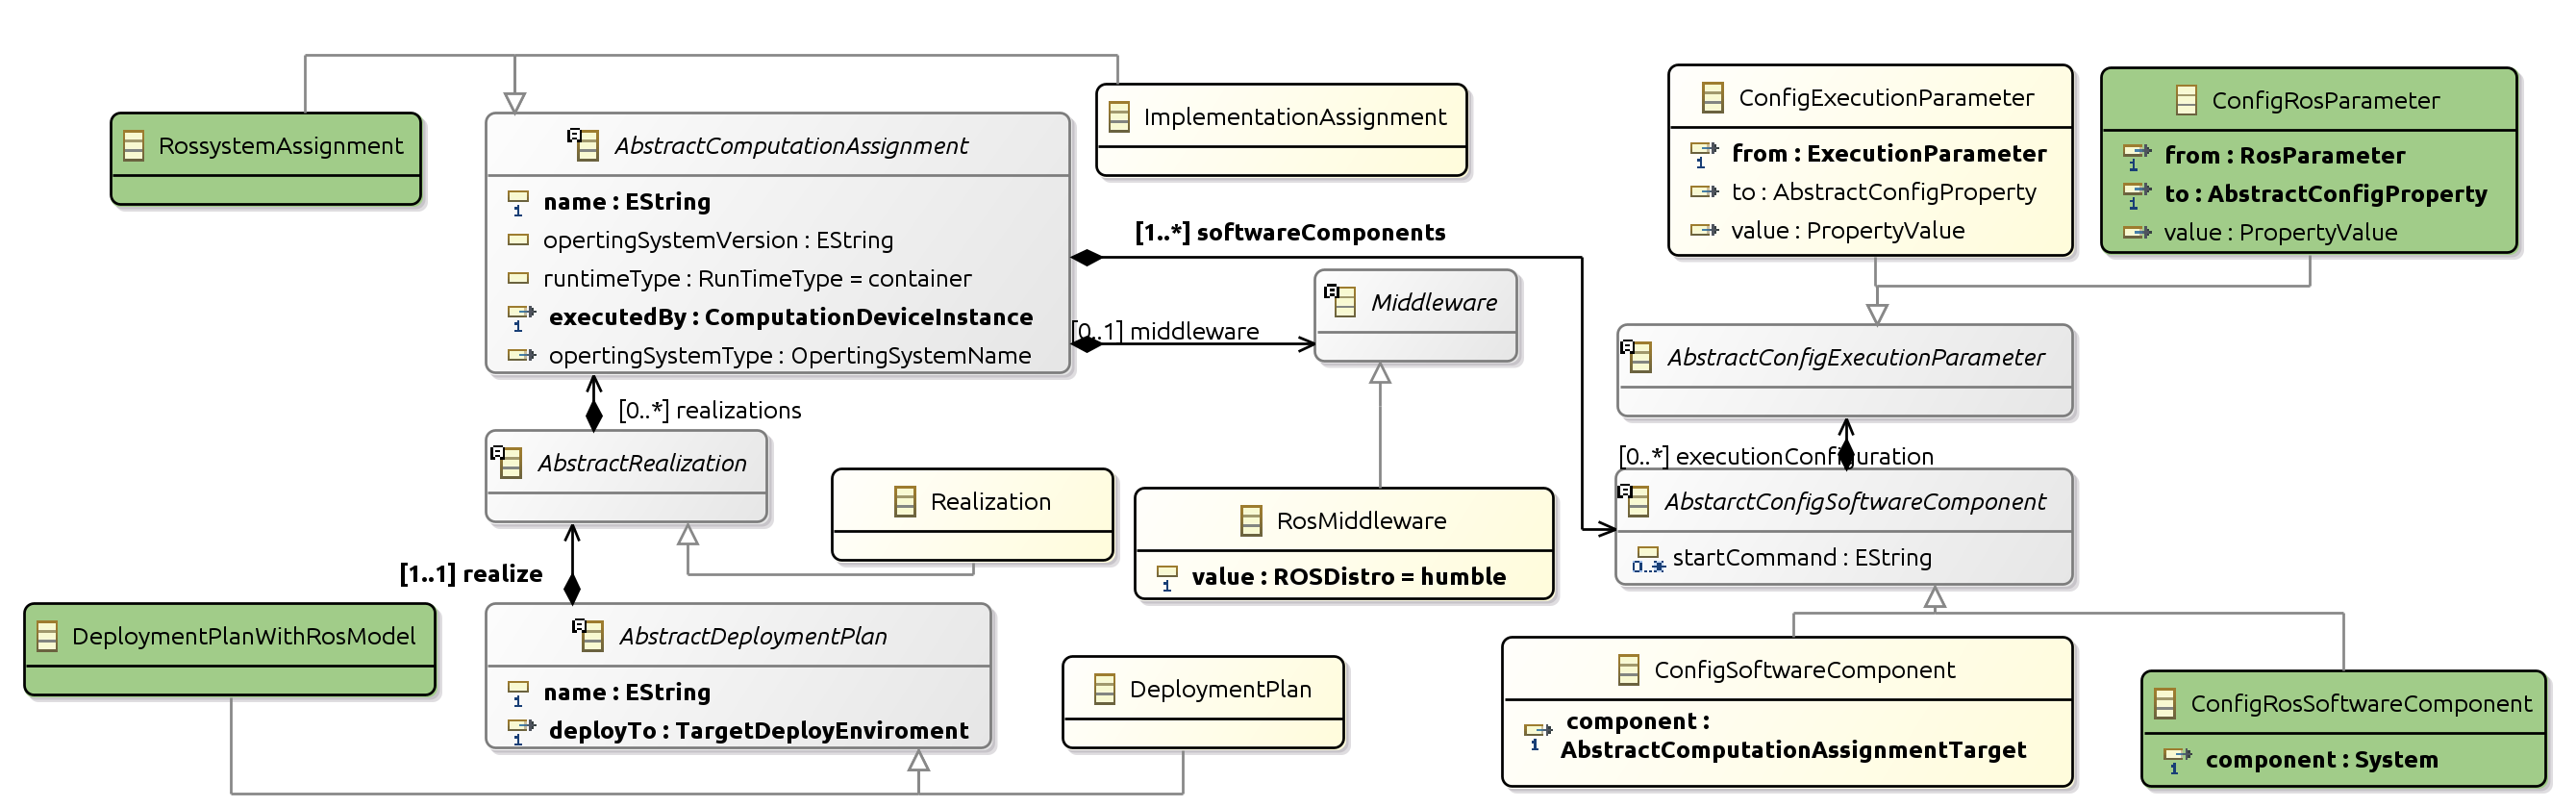 RossystemAssignment
AbstractComputationAssignment
name : EString
opertingSystemVersion : EString
runtimeType : RunTimeType = container
executedBy : ComputationDeviceInstance
opertingSystemType : OpertingSystemName
ImplementationAssignment
ConfigExecutionParameter
from : ExecutionParameter
to : AbstractConfigProperty
value : PropertyValue
ConfigRosParameter
from : RosParameter
to : AbstractConfigProperty
value : PropertyValue
[1..*] softwareComponents
[0..1] middleware
Middleware
AbstractConfigExecutionParameter
[0..*] realizations
AbstractRealization
Realization
RosMiddleware
value : ROSDistro = humble
[0..*] executionConfiguration
AbstarctConfigSoftwareComponent
startCommand : EString
[1..1] realize
DeploymentPlanWithRosModel
AbstractDeploymentPlan
name : EString
deployTo : TargetDeployEnviroment
DeploymentPlan
ConfigSoftwareComponent
component :
AbstractComputationAssignmentTarget
ConfigRosSoftwareComponent
component : System